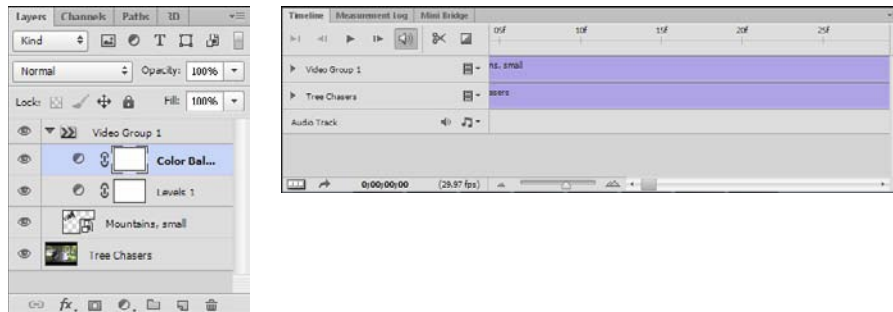 Layers Channels Paths 3D
Kind
T
Normal Opacity: 100%
Lock: Fill: 100%
Video Group 1
Color Bal...
Levels 1
Mountains, small
Tree Chasers
fx
Timeline Measurement Log Mini Bridge
05f 10f 15f 20f 25f
Video Group 1
ns, small
Tree Chasers
asers
Audio Track
0;00;00;00 (29.97 fps)